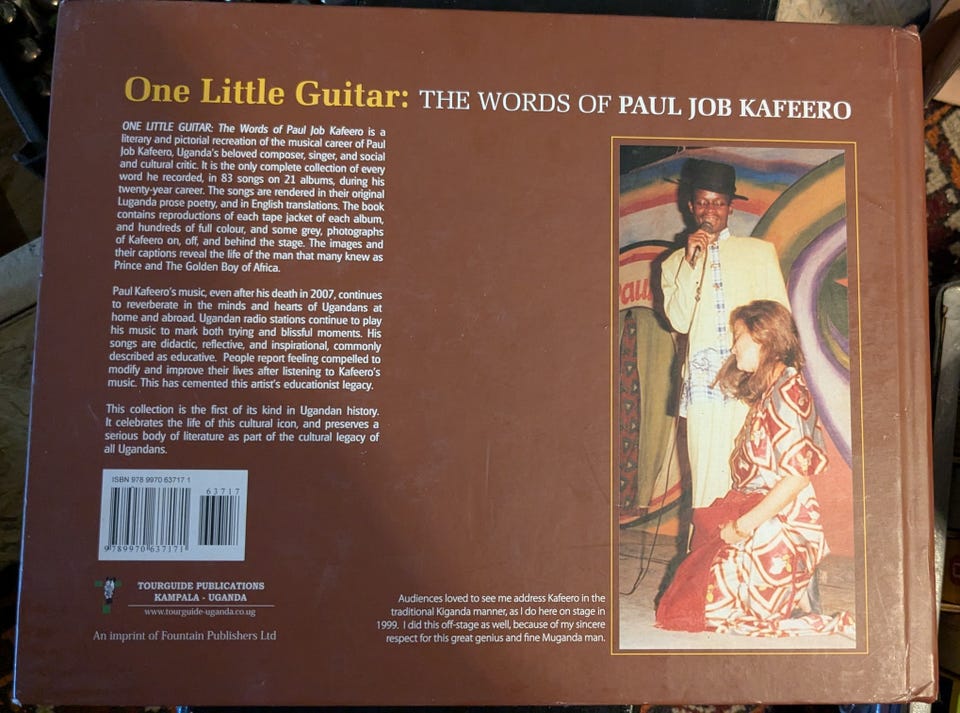 One Little Guitar: THE WORDS OF PAUL JOB KAFEERO
ONE LITTLE GUITAR: The Words of Paul Job Kafeero is a
literary and pictorial recreation of the musical career of Paul
Job Kafeero, Uganda's beloved composer, singer, and social
and cultural critic. It is the only complete collection of every
word he recorded, in 83 songs on 21 albums, during his
twenty-year career. The songs are rendered in their original
Luganda prose poetry, and in English translations. The book
contains reproductions of each tape jacket of each album,
and hundreds of full colour, and some grey, photographs
of Kafeero on, off, and behind the stage. The images and
their captions reveal the life of the man that many knew as
Prince and The Golden Boy of Africa.
Paul Kafeero's music, even after his death in 2007, continues
to reverberate in the minds and hearts of Ugandans at
home and abroad. Ugandan radio stations continue to play
his music to mark both trying and blissful moments. His
songs are didactic, reflective, and inspirational, commonly
described as educative. People report feeling compelled to
modify and improve their lives after listening to Kafeero's
music. This has cemented this artist's educationist legacy.
This collection is the first of its kind in Ugandan history.
It celebrates the life of this cultural icon, and preserves a
serious body of literature as part of the cultural legacy of
all Ugandans.
ISBN 978 9970 63717 1
63717
9789970637171
TOURGUIDE PUBLICATIONS
KAMPALA - UGANDA
www.tourguide-uganda.co.ug
An imprint of Fountain Publishers Ltd
Audiences loved to see me address Kafeero in the
traditional Kiganda manner, as I do here on stage in
1999. I did this off-stage as well, because of my sincere
respect for this great genius and fine Muganda man.